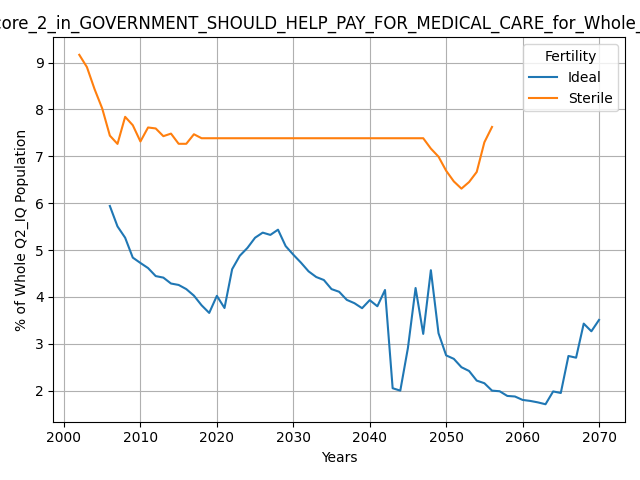 core_2_in_GOVERNMENT_SHOULD_HELP_PAY_FOR_MEDICAL_CARE_for_Whole_
Fertility
Ideal
Sterile
% of Whole Q2_IQ Population
9
8
7
6
5
4
3
2
2000 2010 2020 2030 2040 2050 2060 2070
Years